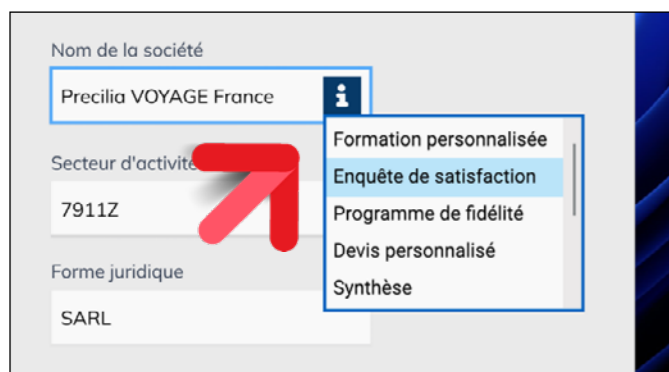 Nom de la société
Precilia VOYAGE France
i
Formation personnalisée
Enquête de satisfaction
Programme de fidélité
Devis personnalisé
Synthèse
Secteur d'activité
7911Z
Forme juridique
SARL